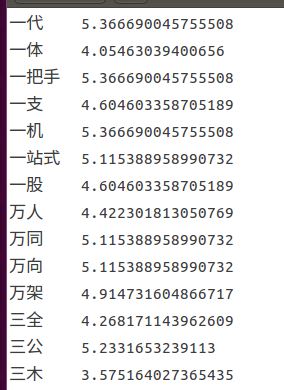 一代 5.366690045755508
一体 4.05463039400656
一把手 5.366690045755508
一支 4.604603358705189
一机 5.366690045755508
一站式 5.115388958990732
一股 4.604603358705189
万人 4.422301813050769
万同 5.115388958990732
万向 5.115388958990732
万架 4.914731604866717
三全 4.268171143962609
三公 5.2331653239113
三木 3.575164027365435